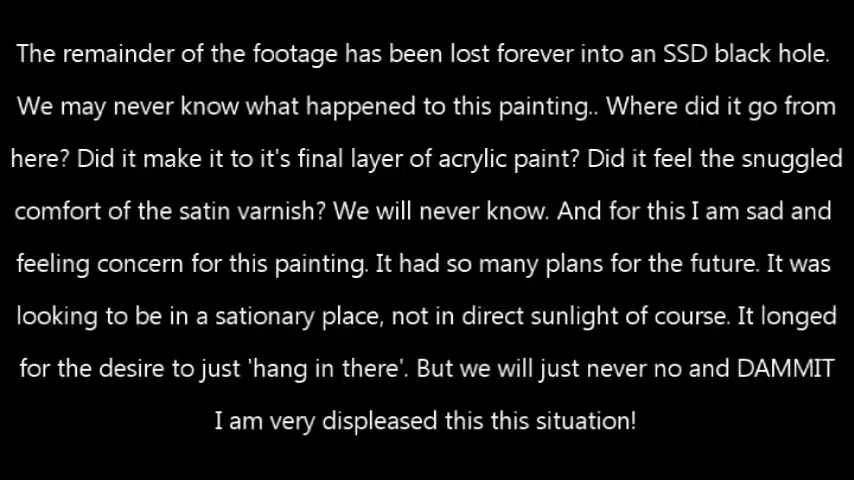 The remainder of the footage has been lost forever into an SSD black hole.
We may never know what happened to this painting.. Where did it go from
here? Did it make it to it's final layer of acrylic paint? Did it feel the snuggled
comfort of the satin varnish? We will never know. And for this I am sad and
feeling concern for this painting. It had so many plans for the future. It was
looking to be in a sationary place, not in direct sunlight of course. It longed
for the desire to just 'hang in there'. But we will just never no and DAMMIT
I am very displeased this this situation!